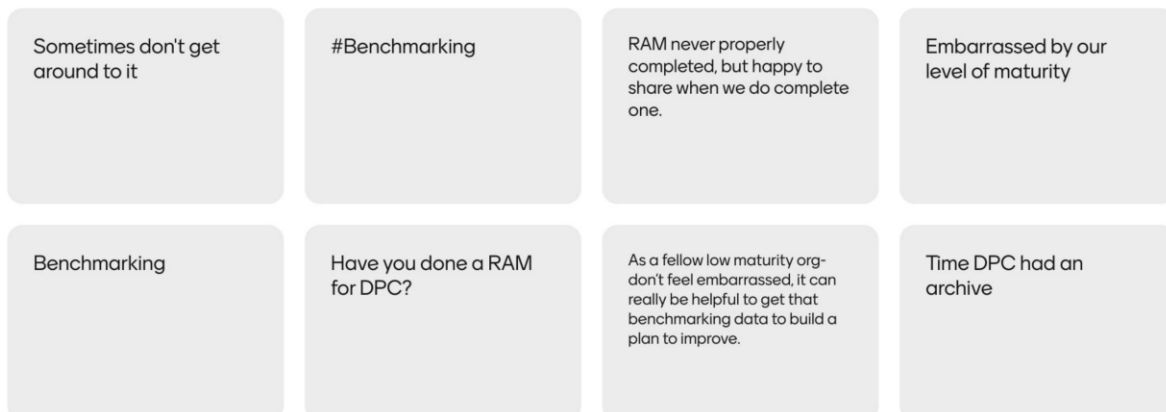 Sometimes don't get
around to it
#Benchmarking
RAM never properly
completed, but happy to
share when we do complete
one.
Embarrassed by our
level of maturity
Benchmarking
Have you done a RAM
for DPC?
As a fellow low maturity org-
don't feel embarrassed, it can
really be helpful to get that
benchmarking data to build a
plan to improve.
Time DPC had an
archive